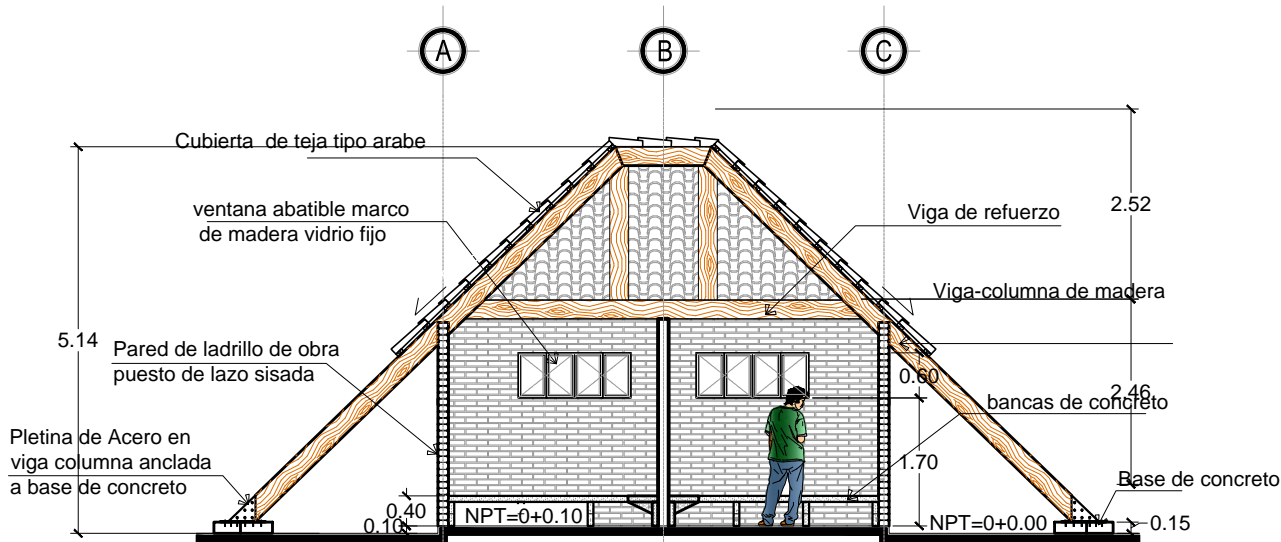 A
B
C
Cubierta de teja tipo arabe
ventana abatible marco
de madera vidrio fijo
Viga de refuerzo
2.52
Viga-columna de madera
5.14
Pared de ladrillo de obra
puesto de lazo sisada
0.60
2.46
bancas de concreto
Pletina de Acero en
viga columna anclada
a base de concreto
1.70
Base de concreto
0.40
0.10
NPT=0+0.10
NPT=0+0.00
0.15